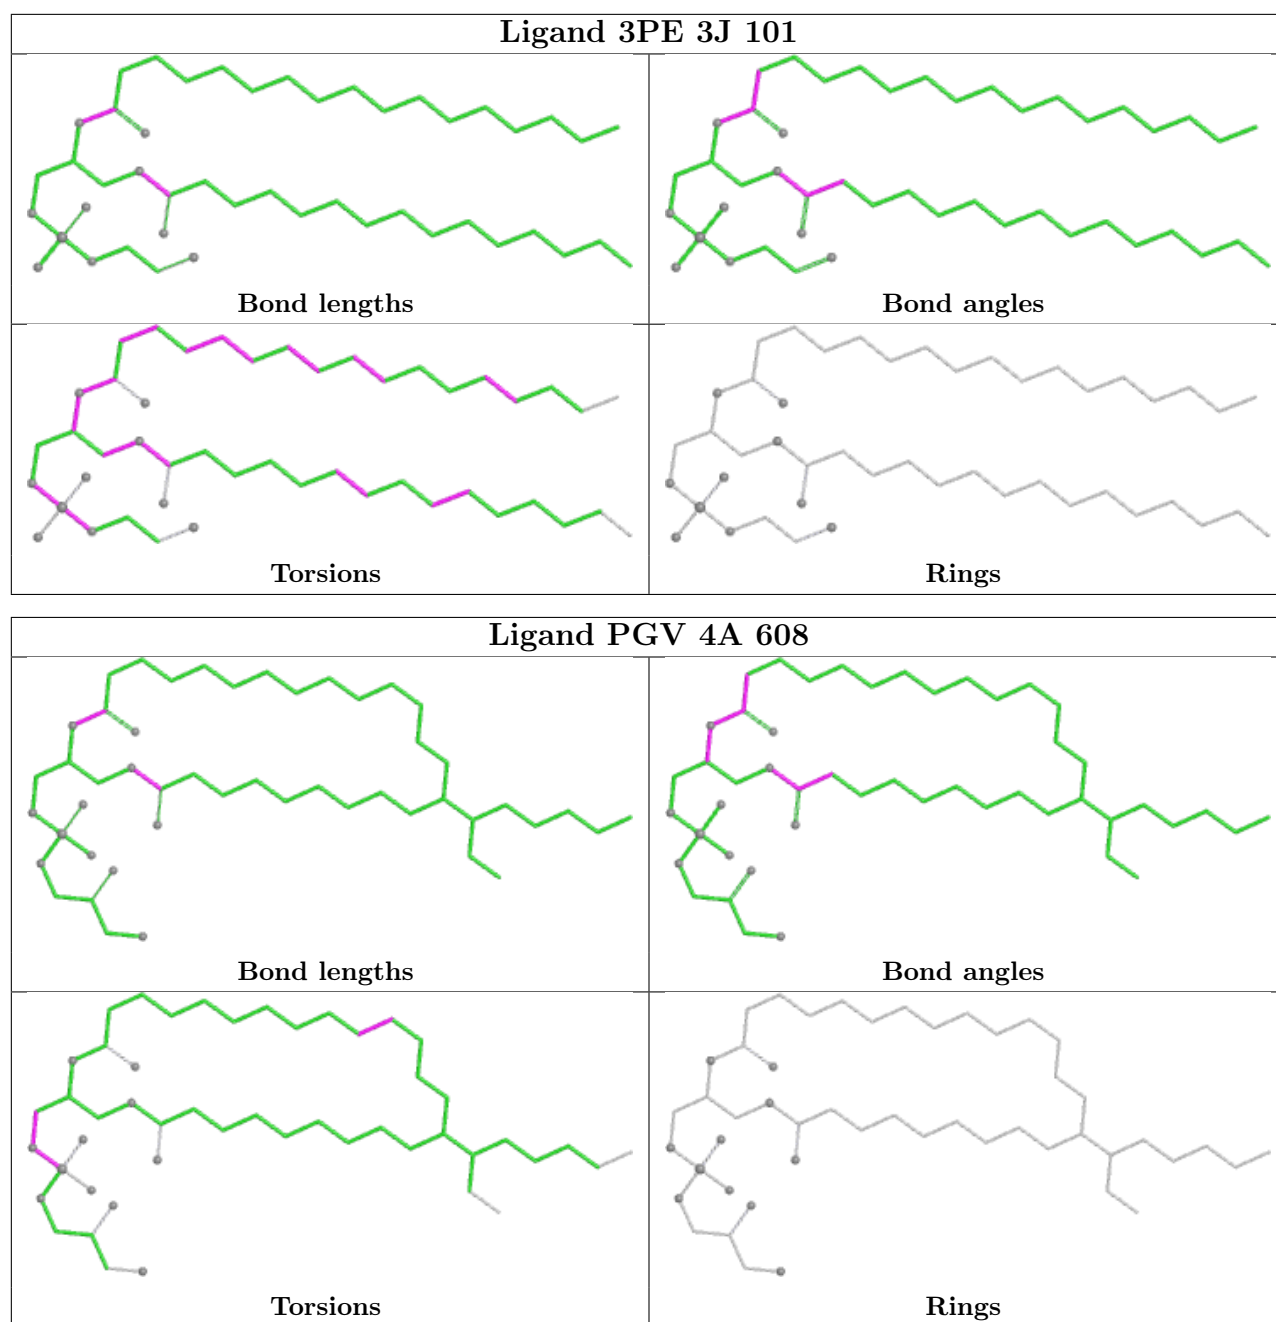 Ligand 3PE 3J 101
Bond lengths
Bond angles
Torsions
Rings
Ligand PGV 4A 608
Bond lengths
Bond angles
Torsions
Rings